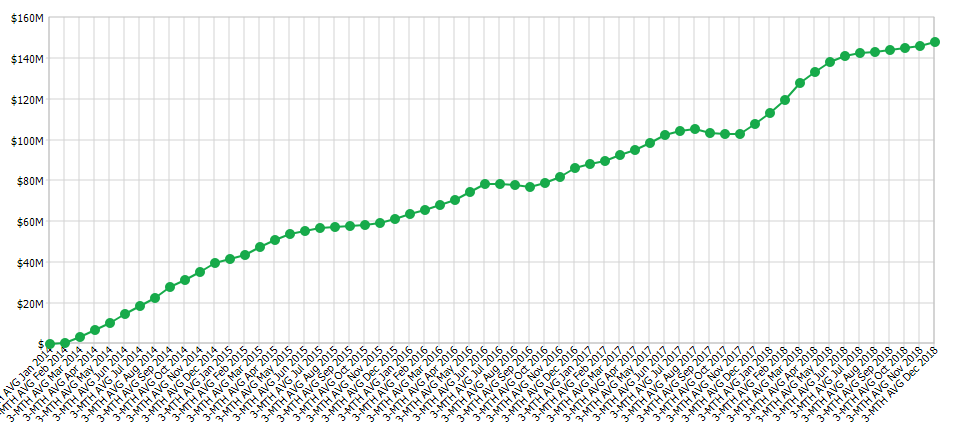 $160M
$140M
$120M
$100M
$80M
$60M
$40M
$20M
$
AVG Jan 2014
AVG Feb 2014
MTH AVG Mar 2014
3-MTH AVG Apr 2014
3-MTH AVG May 2014
3-MTH AVG Jun 2014
3-MTH AVG Jul 2014
3-MTH AVG Aug 2014
3-MTH AVG Sep 2014
3-MTH AVG Oct 2014
3-MTH AVG Nov 2014
3-MTH AVG Dec 2014
3-MTH AVG Jan 2015
3-MTH AVG Feb 2015
3-MTH AVG Mar 2015
3-MTH AVG Apr 2015
3-MTH AVG May 2015
3-MTH AVG Jun 2015
3-MTH AVG Jul 2015
3-MTH AVG Aug 2015
3-MTH AVG Sep 2015
3-MTH AVG Oct 2015
3-MTH AVG Nov 2015
3-MTH AVG Dec 2015
3-MTH AVG Jan 2016
3-MTH AVG Feb 2016
3-MTH AVG Mar 2016
3-MTH AVG Apr 2016
3-MTH AVG May 2016
3-MTH AVG Jun 2016
3-MTH AVG Jul 2016
3-MTH AVG Aug 2016
3-MTH AVG Sep 2016
3-MTH AVG Oct 2016
3-MTH AVG Nov 2016
3-MTH AVG Dec 2016
3-MTH AVG Jan 2017
3-MTH AVG Feb 2017
3-MTH AVG Mar 2017
3-MTH AVG Apr 2017
3-MTH AVG May 2017
3-MTH AVG Jun 2017
3-MTH AVG Jul 2017
3-MTH AVG Aug 2017
3-MTH AVG Sep 2017
3-MTH AVG Oct 2017
3-MTH AVG Nov 2017
3-MTH AVG Dec 2017
3-MTH AVG Jan 2018
3-MTH AVG Feb 2018
3-MTH AVG Mar 2018
3-MTH AVG Apr 2018
3-MTH AVG May 2018
3-MTH AVG Jun 2018
3-MTH AVG Jul 2018
3-MTH AVG Aug 2018
3-MTH AVG Sep 2018
3-MTH AVG Oct 2018
3-MTH AVG Nov 2018
3-MTH AVG Dec 2018